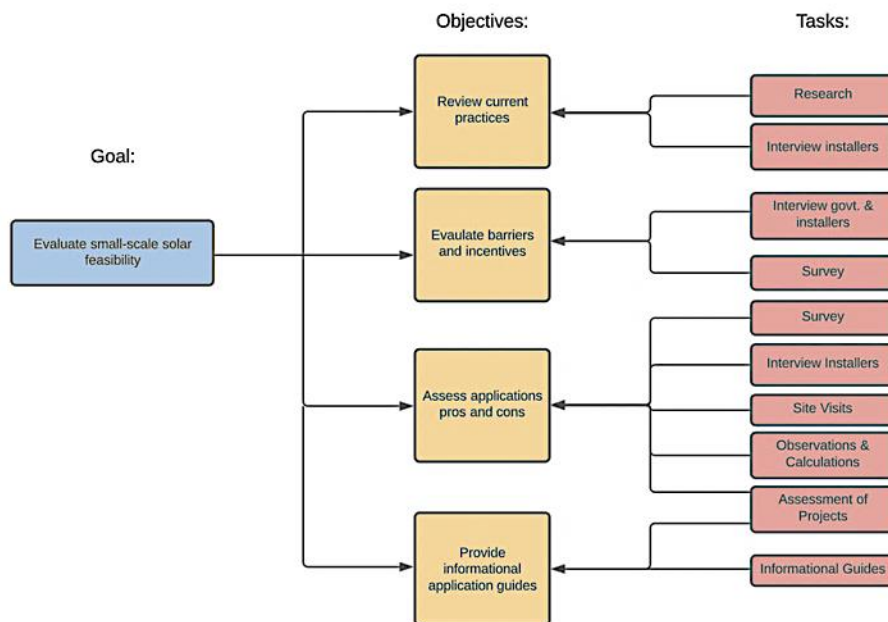 Objectives:
Tasks:
Goal:
Evaluate small-scale solar
feasibility
Review current
practices
Evaulate barriers
and incentives
Assess applications
pros and cons
Provide
informational
application guides
Research
Interview installers
Interview govt. &
installers
Survey
Survey
Interview Installers
Site Visits
Observations &
Calculations
Assessment of
Projects
Informational Guides